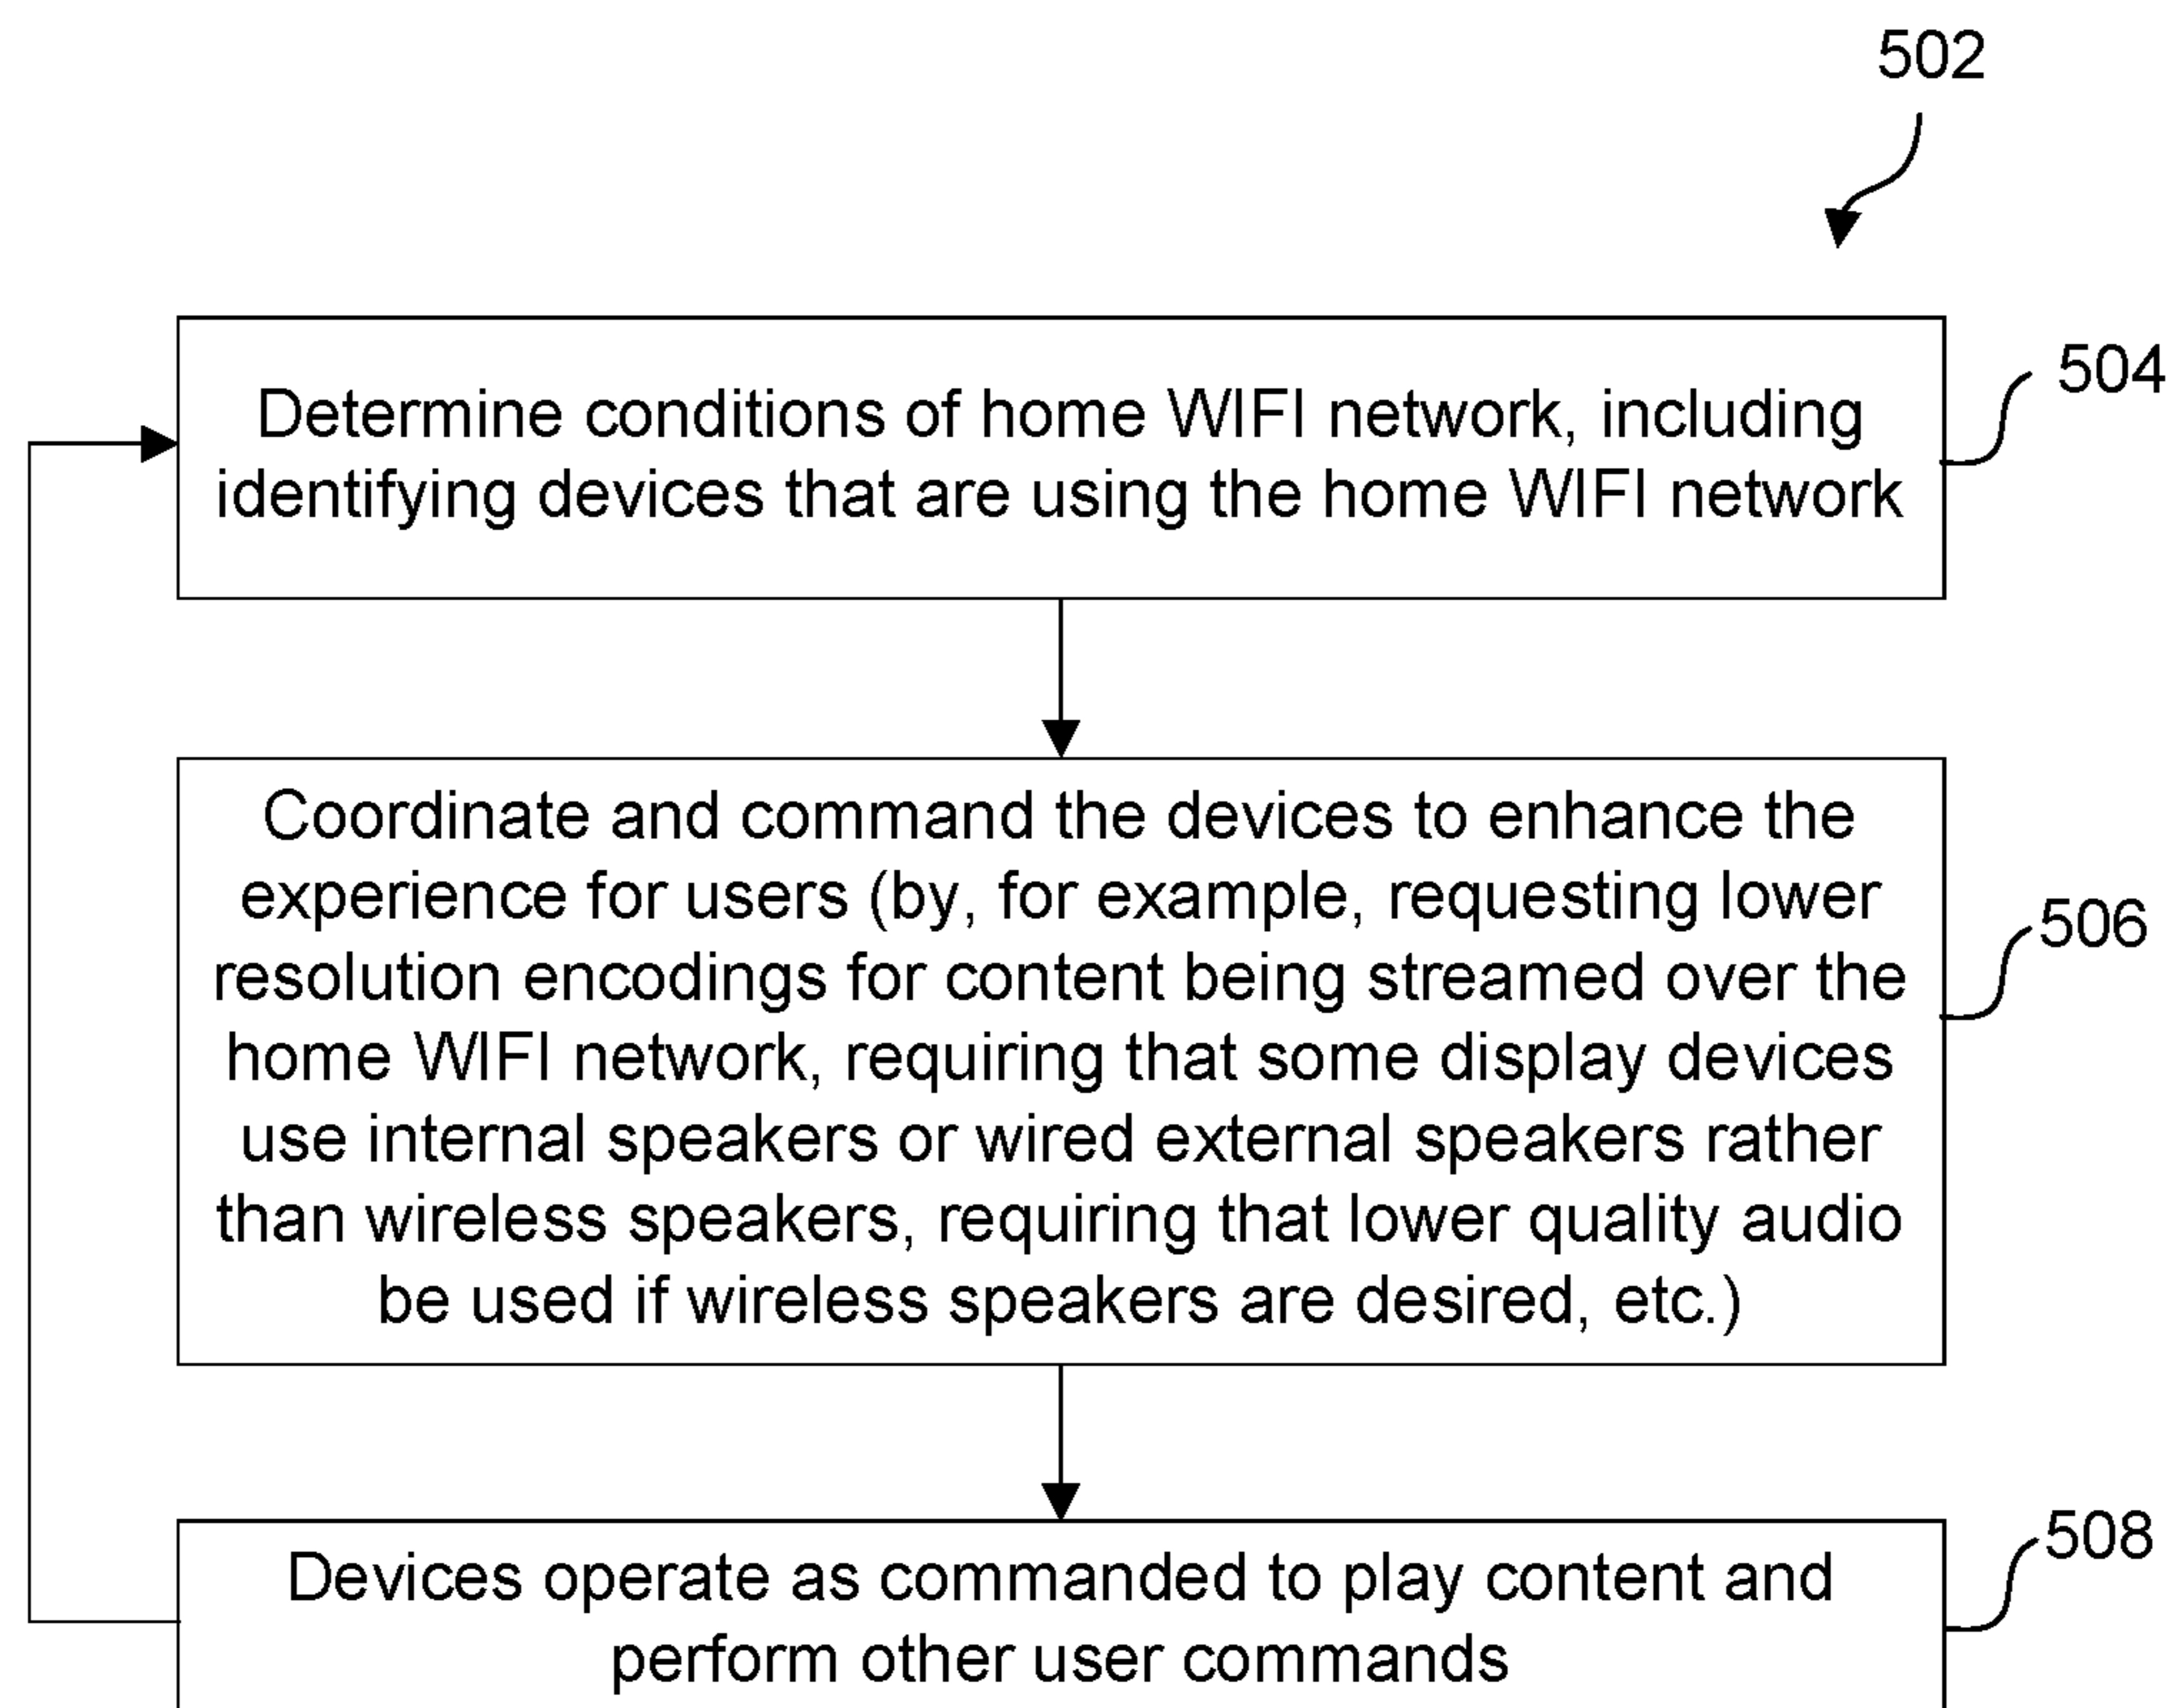 502
Determine conditions of home WIFI network, including
identifying devices that are using the home WIFI network
504
Coordinate and command the devices to enhance the
experience for users (by, for example, requesting lower
resolution encodings for content being streamed over the
home WIFI network, requiring that some display devices
use internal speakers or wired external speakers rather
than wireless speakers, requiring that lower quality audio
be used if wireless speakers are desired, etc.)
506
Devices operate as commanded to play content and
perform other user commands
508